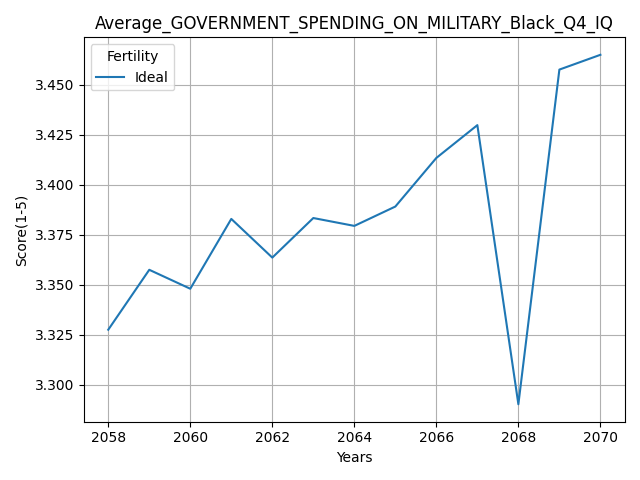 Average_GOVERNMENT_SPENDING_ON_MILITARY_Black_Q4_IQ
Fertility
Ideal
3.450
3.425
3.400
3.375
3.350
3.325
3.300
Score(1-5)
2058 2060 2062 2064 2066 2068 2070
Years